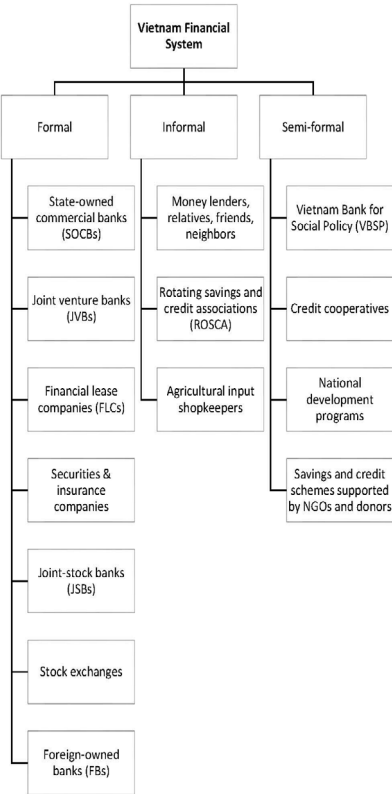 Vietnam Financial
System
Formal
Informal
Semi-formal
State-owned
commercial banks
(SOCBs)
Joint venture banks
(JVBs)
Financial lease
companies (FLCs)
Securities &
insurance
companies
Joint-stock banks
(JSBs)
Stock exchanges
Foreign-owned
banks (FBs)
Money lenders,
relatives, friends,
neighbors
Rotating savings and
credit associations
(ROSCA)
Agricultural input
shopkeepers
Vietnam Bank for
Social Policy (VBSP)
Credit cooperatives
National
development
programs
Savings and credit
schemes supported
by NGOs and donors